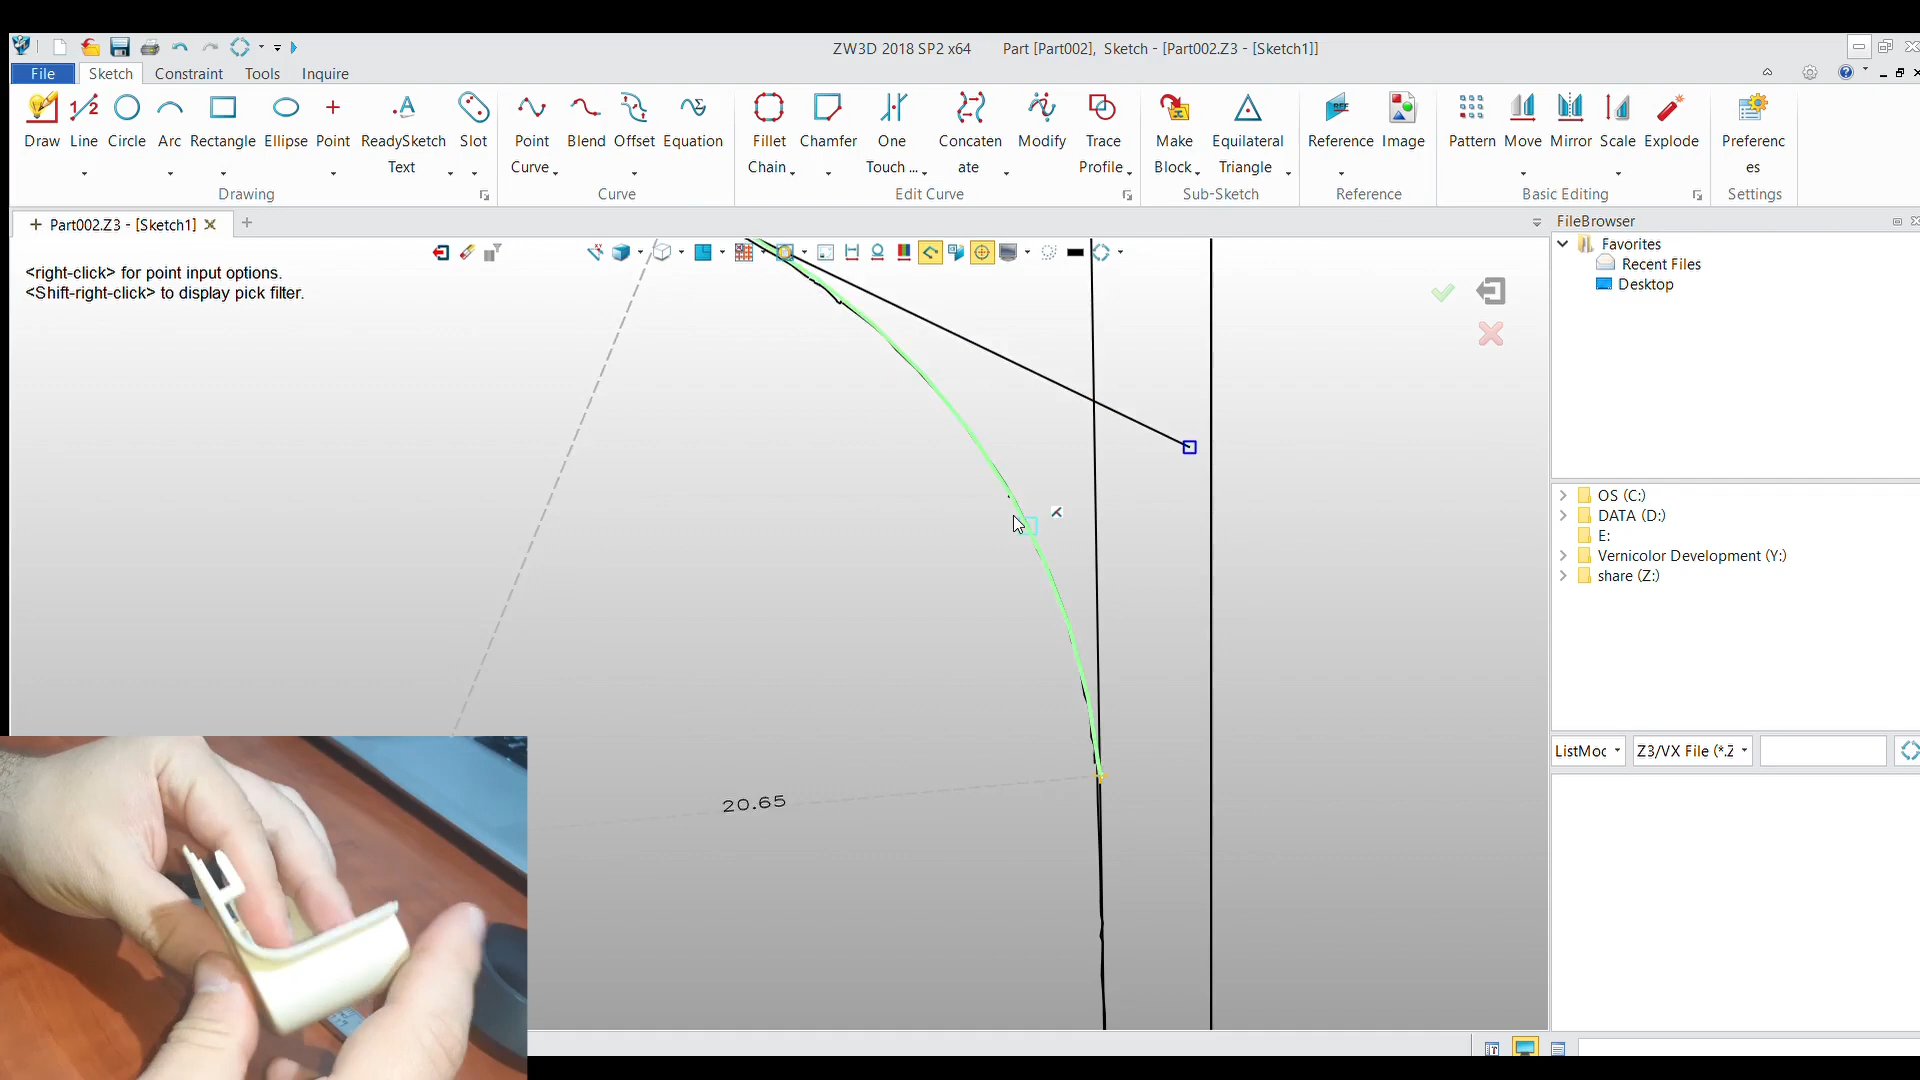 ZW3D 2018 SP2 x64 Part [Part002], Sketch - [Part002.Z3 - [Sketch1]]
File Sketch Constraint Tools Inquire
Draw Line Circle Arc Rectangle Ellipse Point ReadySketch Text Slot
Point Curve Blend Offset Equation
Fillet Chain Chamfer One Touch ... Concaten ate Modify Trace Profile
Make Block Equilateral Triangle
REF
Reference Image
Pattern Move Mirror Scale Explode
Preferenc es
Drawing Curve Edit Curve Sub-Sketch Reference Basic Editing Settings
Part002.Z3 - [Sketch1]
<right-click> for point input options.
<Shift-right-click> to display pick filter.
20.65
FileBrowser
Favorites
Recent Files
Desktop
OS (C:)
DATA (D:)
E:
Vernicolor Development (Y:)
share (Z:)
ListMoc Z3/VX File (*.Z